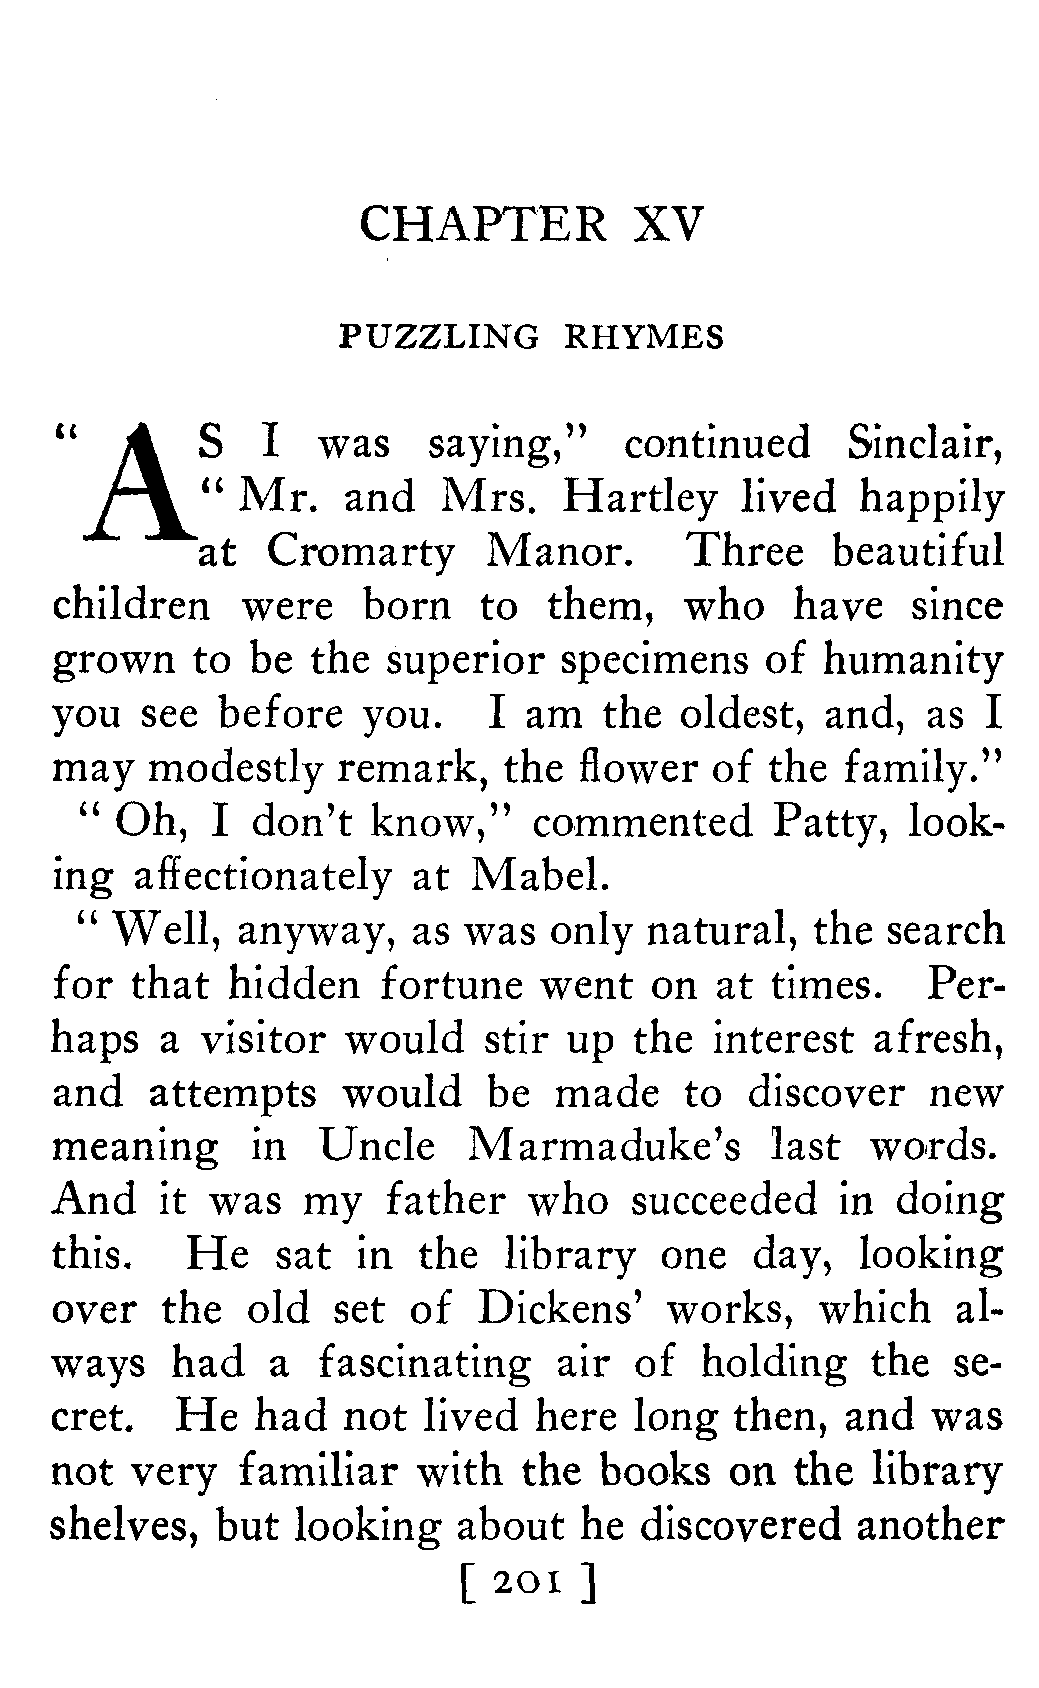 CHAPTER XV
PUZZLING RHYMES
“ AS I was saying,” continued Sinclair,
“ Mr. and Mrs. Hartley lived happily
at Cromarty Manor. Three beautiful
children were born to them, who have since
grown to be the superior specimens of humanity
you see before you. I am the oldest, and, as I
may modestly remark, the flower of the family.”
“ Oh, I don’t know,” commented Patty, look-
ing affectionately at Mabel.
“ Well, anyway, as was only natural, the search
for that hidden fortune went on at times. Per-
haps a visitor would stir up the interest afresh,
and attempts would be made to discover new
meaning in Uncle Marmaduke’s last words.
And it was my father who succeeded in doing
this. He sat in the library one day, looking
over the old set of Dickens’ works, which al-
ways had a fascinating air of holding the se-
cret. He had not lived here long then, and was
not very familiar with the books on the library
shelves, but looking about he discovered another
[ 201 ]